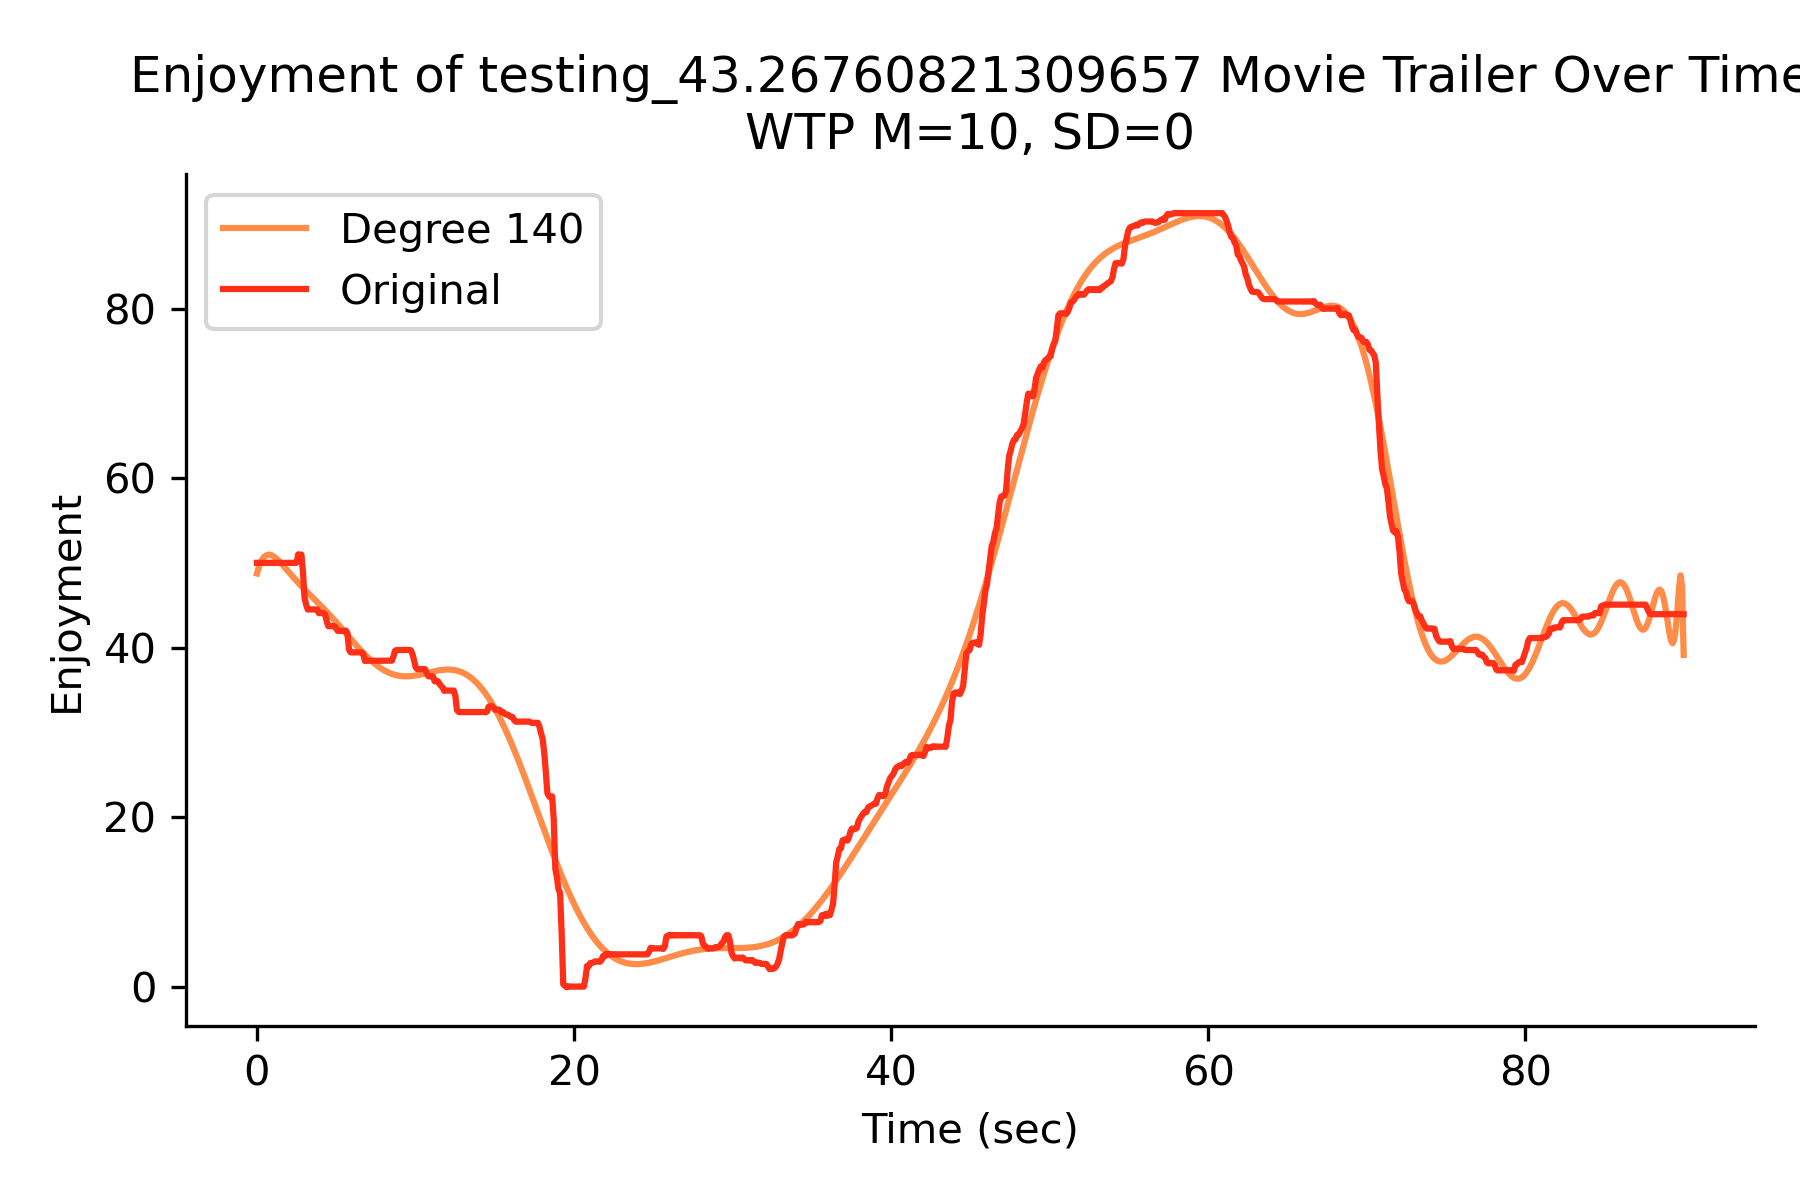 Enjoyment of testing_43.26760821309657 Movie Trailer Over Time
WTP M=10, SD=0
Degree 140
Original
80
60
40
20
0
Enjoyment
0 20 40 60 80
Time (sec)